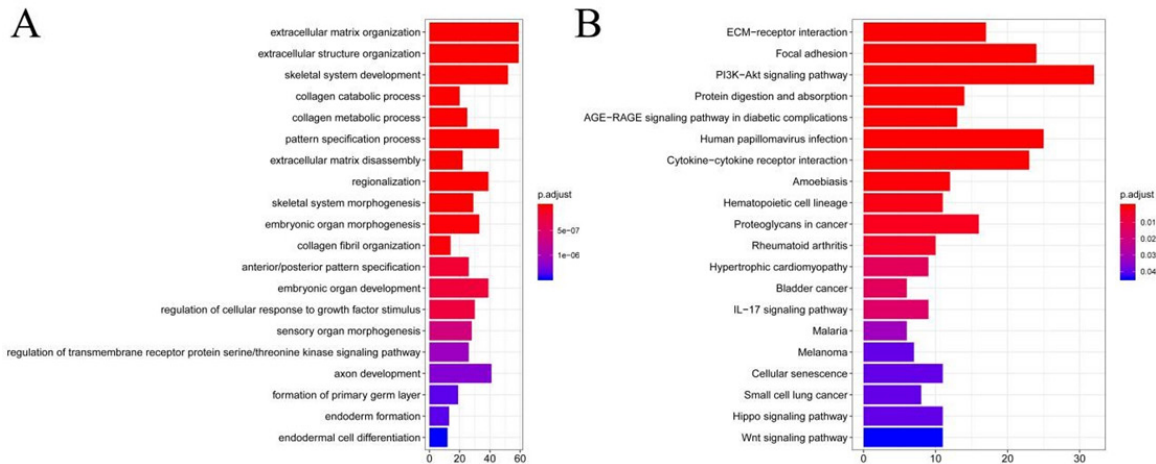 A
extracellular matrix organization
extracellular structure organization
skeletal system development
collagen catabolic process
collagen metabolic process
pattern specification process
extracellular matrix disassembly
regionalization
skeletal system morphogenesis
embryonic organ morphogenesis
collagen fibril organization
anterior/posterior pattern specification
embryonic organ development
regulation of cellular response to growth factor stimulus
sensory organ morphogenesis
regulation of transmembrane receptor protein serine/threonine kinase signaling pathway
axon development
formation of primary germ layer
endoderm formation
endodermal cell differentiation
0 20 40 60
p.adjust
5e−07
1e−06
B
ECM−receptor interaction
Focal adhesion
PI3K−Akt signaling pathway
Protein digestion and absorption
AGE−RAGE signaling pathway in diabetic complications
Human papillomavirus infection
Cytokine−cytokine receptor interaction
Amoebiasis
Hematopoietic cell lineage
Proteoglycans in cancer
Rheumatoid arthritis
Hypertrophic cardiomyopathy
Bladder cancer
IL−17 signaling pathway
Malaria
Melanoma
Cellular senescence
Small cell lung cancer
Hippo signaling pathway
Wnt signaling pathway
0 10 20 30
p.adjust
0.01
0.02
0.03
0.04